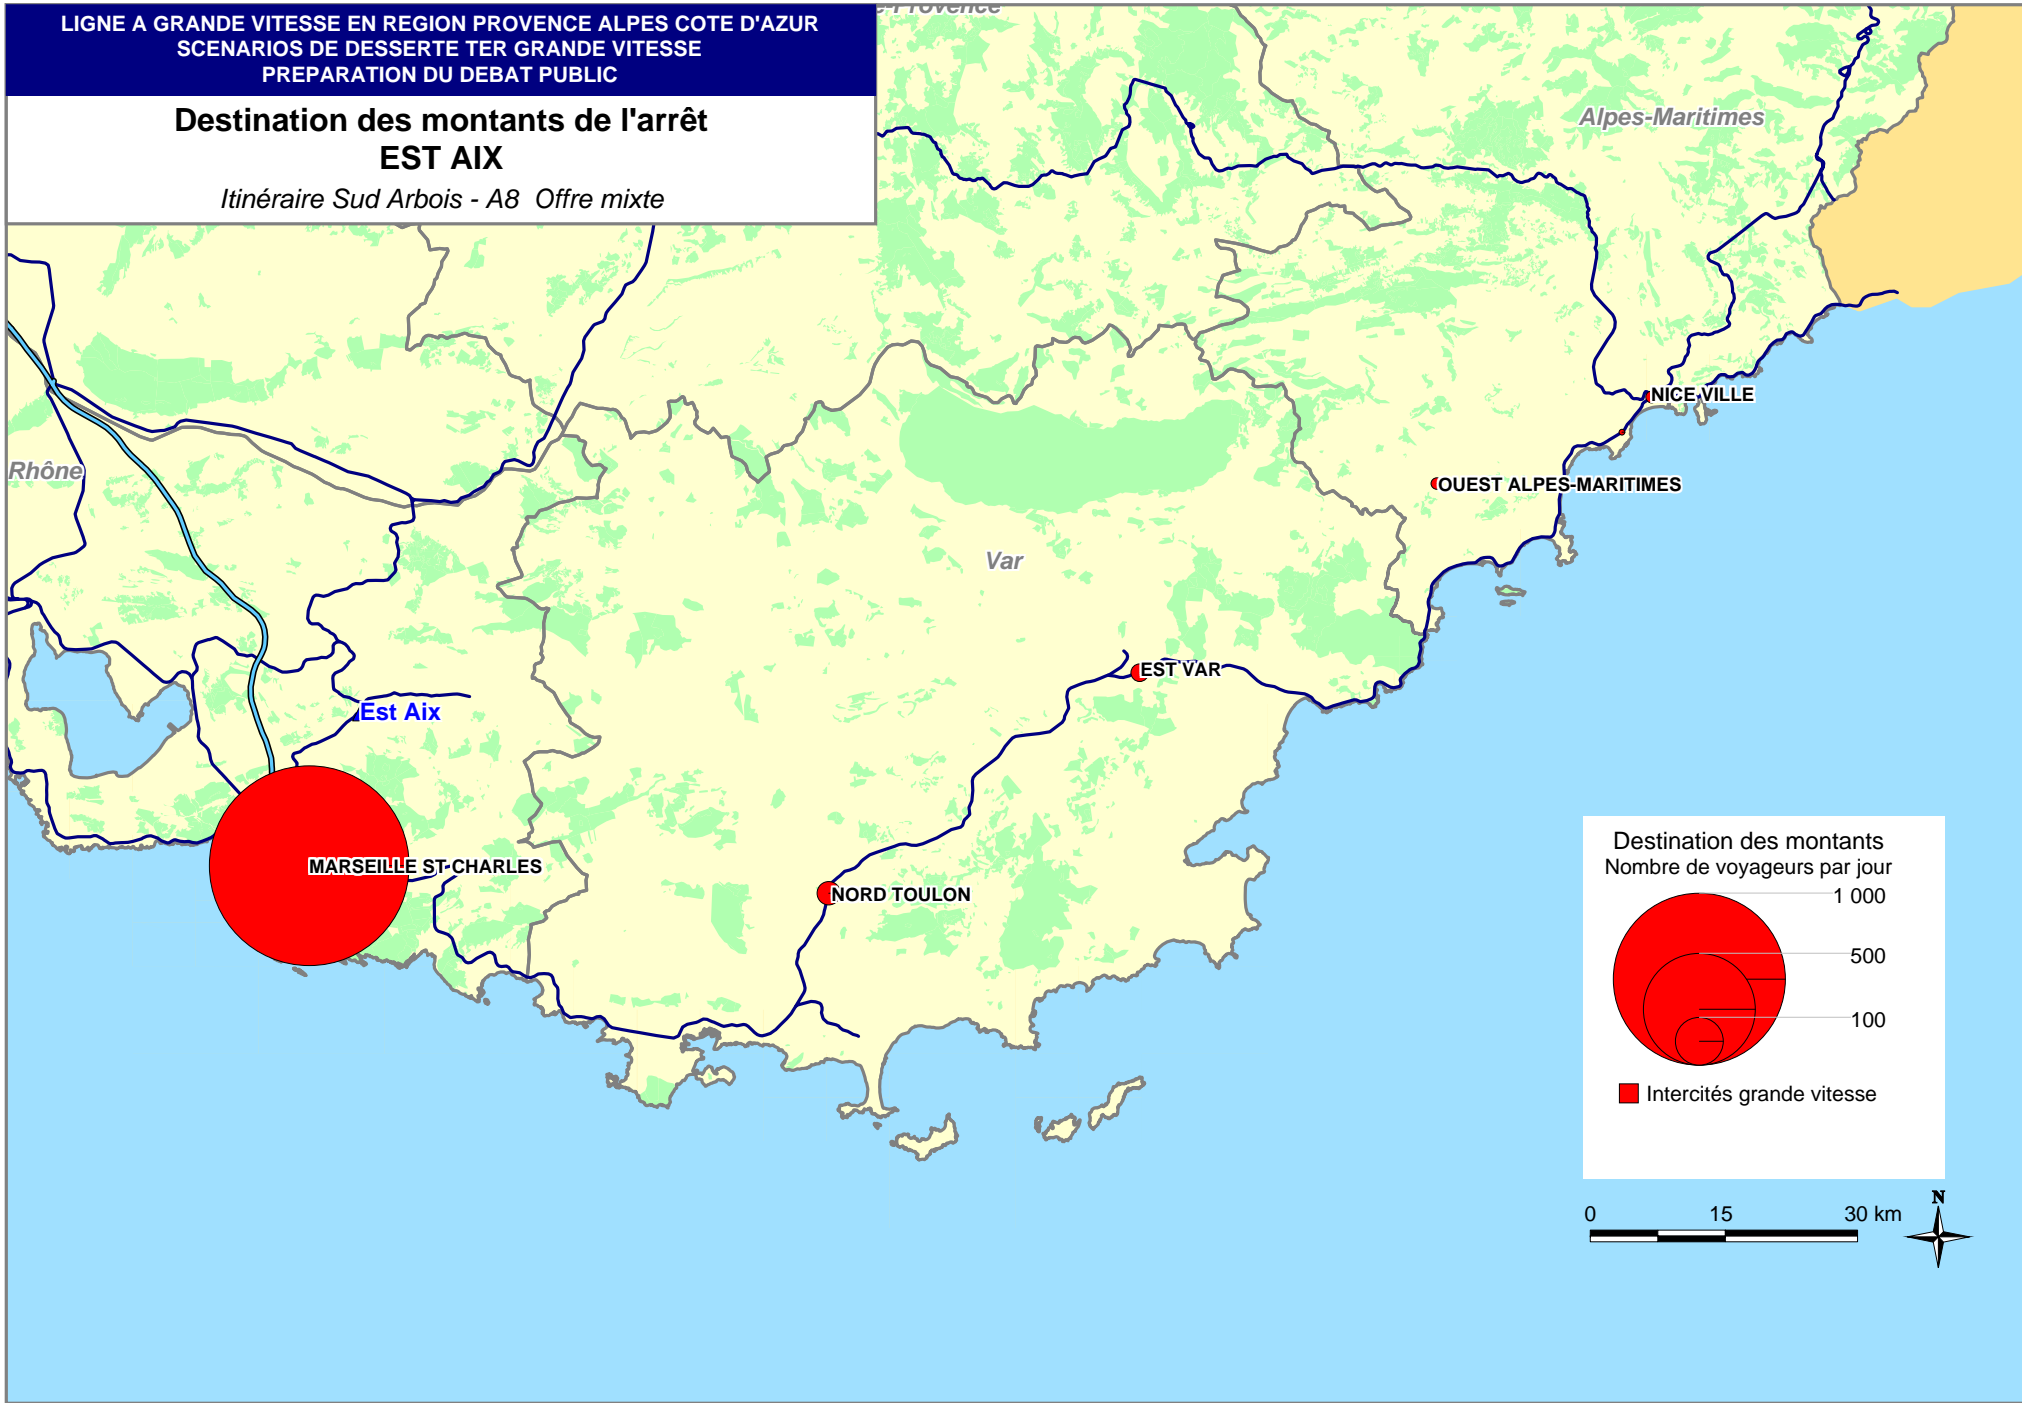 LIGNE A GRANDE VITESSE EN REGION PROVENCE ALPES COTE D'AZUR
SCENARIOS DE DESSERTE TER GRANDE VITESSE
PREPARATION DU DEBAT PUBLIC
Destination des montants de l'arrêt
EST AIX
Itinéraire Sud Arbois - A8 Offre mixte
e-Provence
Alpes-Maritimes
NICE VILLE
Rhône
OUEST ALPES-MARITIMES
Var
EST VAR
Est Aix
MARSEILLE ST CHARLES
NORD TOULON
Destination des montants
Nombre de voyageurs par jour
1 000
500
100
Intercités grande vitesse
0 15 30 km
N